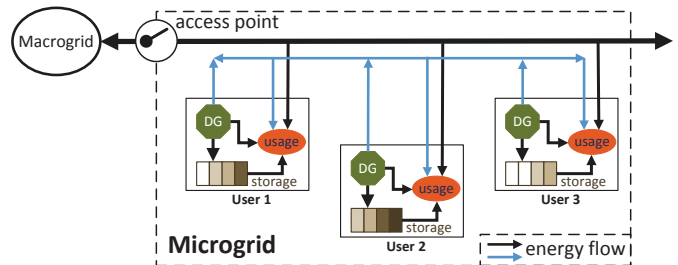 access point
Macrogrid
DG
usage
storage
User 1
DG
usage
storage
User 2
DG
usage
storage
User 3
Microgrid
energy flow